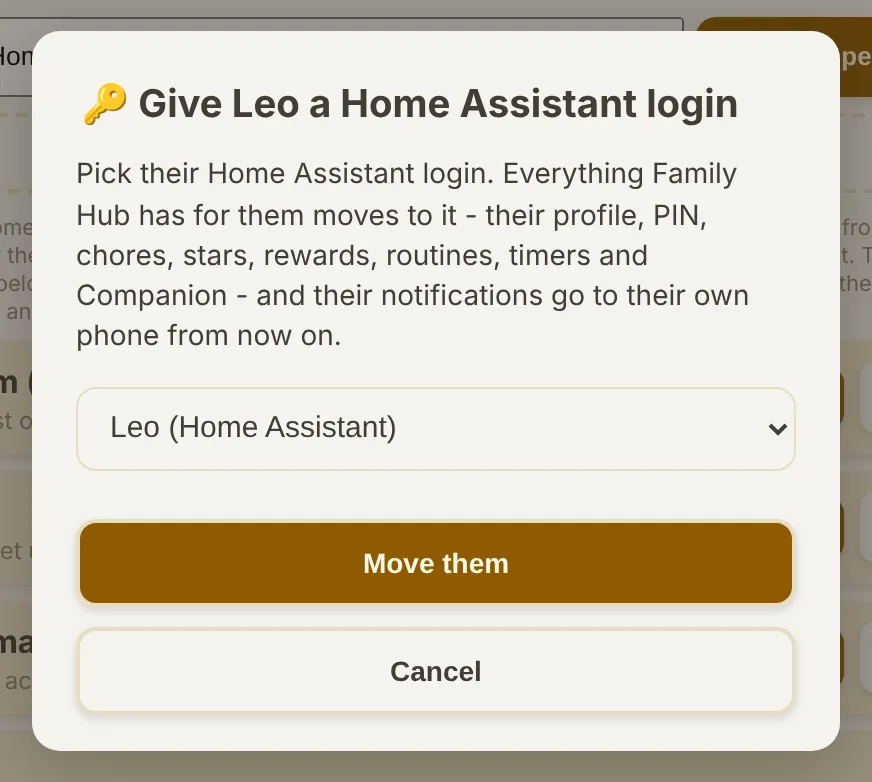 🔑 Give Leo a Home Assistant login
Pick their Home Assistant login. Everything Family
Hub has for them moves to it - their profile, PIN,
chores, stars, rewards, routines, timers and
Companion - and their notifications go to their own
phone from now on.
Leo (Home Assistant)
Move them
Cancel